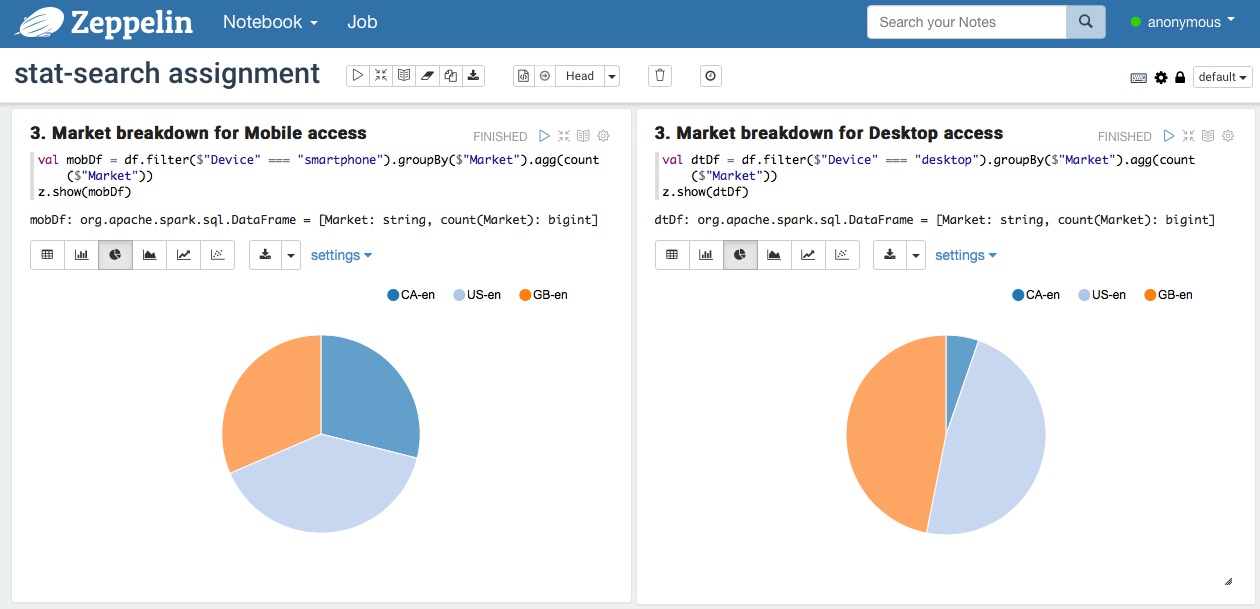 Zeppelin Notebook Job Search your Notes anonymous
stat-search assignment Head default
3. Market breakdown for Mobile access FINISHED
val mobDf = df.filter($"Device" === "smartphone").groupBy($"Market").agg(count
($"Market"))
z.show(mobDf)
mobDf: org.apache.spark.sql.DataFrame = [Market: string, count(Market): bigint]
settings
CA-en US-en GB-en
3. Market breakdown for Desktop access FINISHED
val dtDf = df.filter($"Device" === "desktop").groupBy($"Market").agg(count
($"Market"))
z.show(dtDf)
dtDf: org.apache.spark.sql.DataFrame = [Market: string, count(Market): bigint]
settings
CA-en US-en GB-en